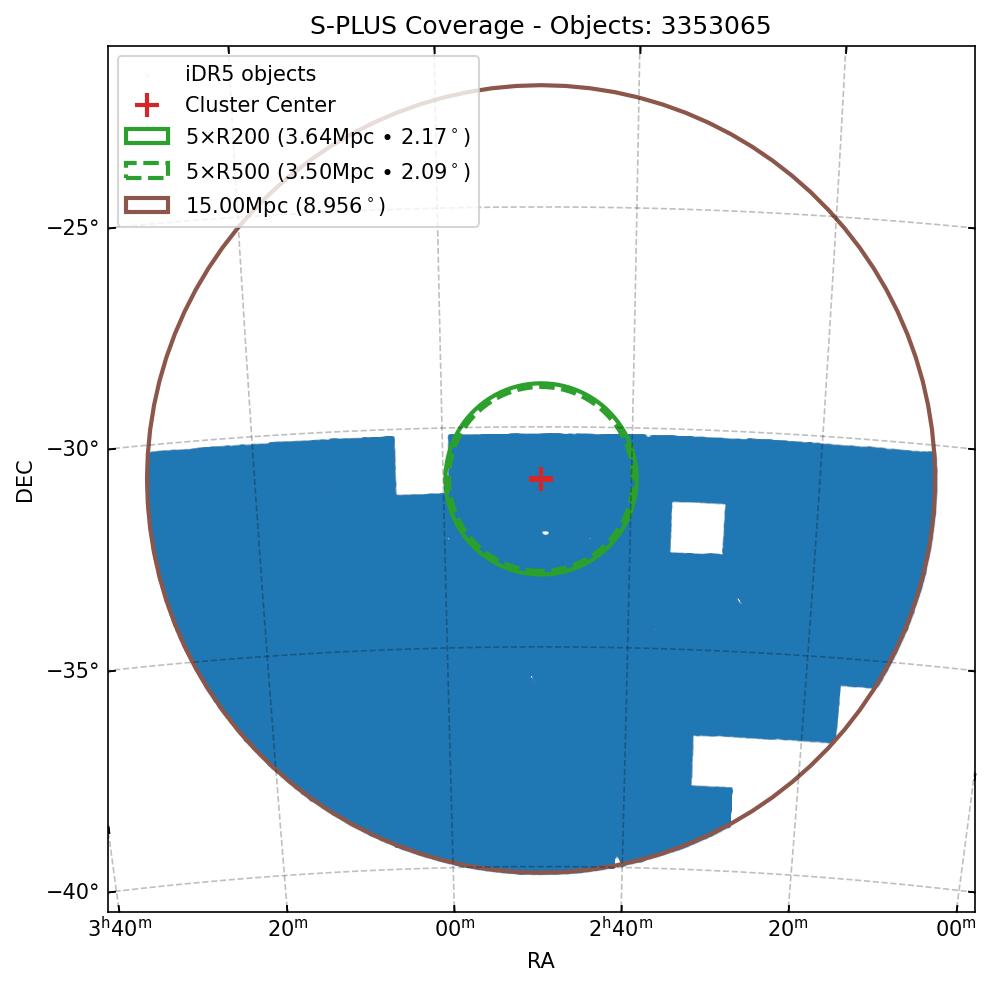 S-PLUS Coverage - Objects: 3353065
iDR5 objects
Cluster Center
5×R200 (3.64Mpc • 2.17°)
5×R500 (3.50Mpc • 2.09°)
15.00Mpc (8.956°)
DEC
−25°
−30°
−35°
−40°
3ʰ40ᵐ 20ᵐ 00ᵐ 2ʰ40ᵐ 20ᵐ 00ᵐ
RA